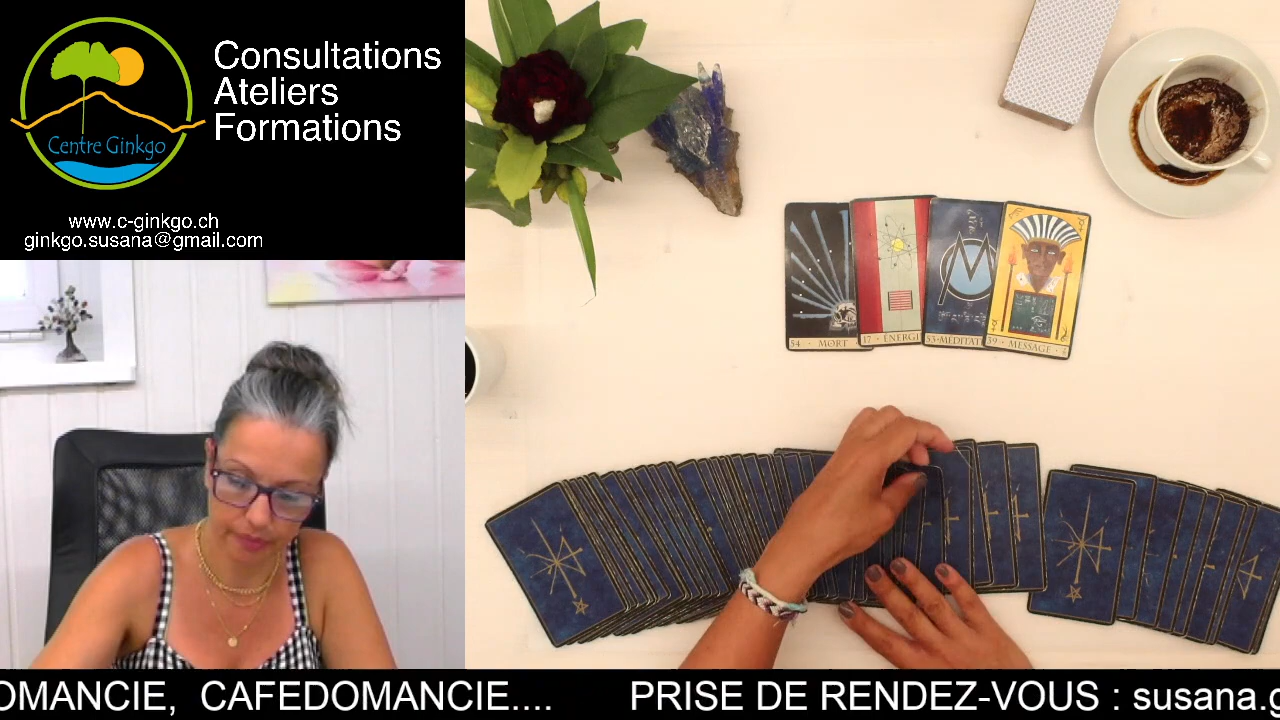 Consultations
Ateliers
Formations
Centre Ginkgo
www.c-ginkgo.ch
ginkgo.susana@gmail.com
54 · MORT
17 · ENERGI
53·MEDITAT
39 · MESSAGE ·
OMANCIE, CAFEDOMANCIE.... PRISE DE RENDEZ-VOUS : susana.g